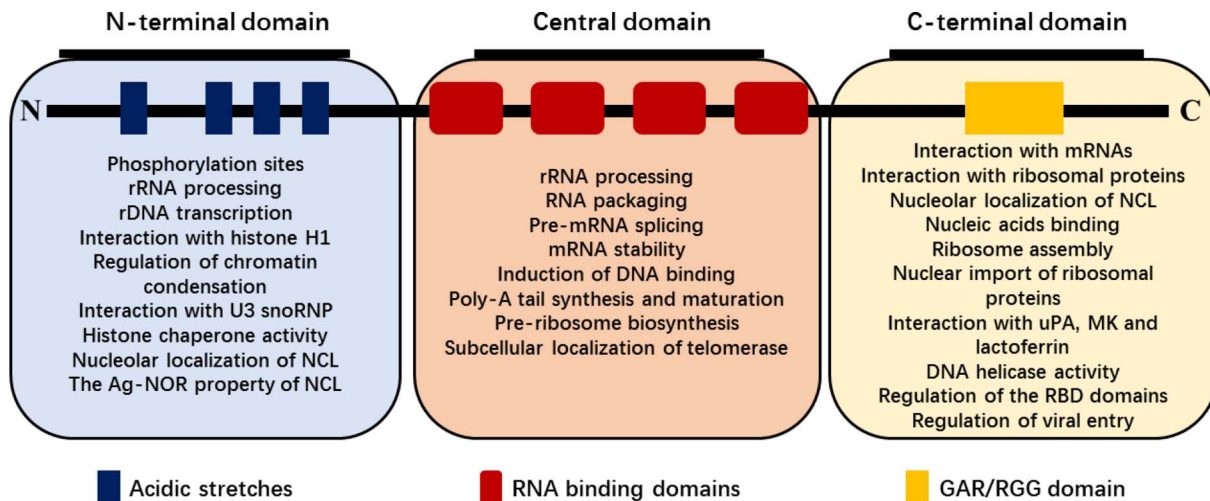 N-terminal domain
Central domain
C-terminal domain
N
C
Phosphorylation sites
rRNA processing
rDNA transcription
Interaction with histone H1
Regulation of chromatin
condensation
Interaction with U3 snoRNP
Histone chaperone activity
Nucleolar localization of NCL
The Ag-NOR property of NCL
rRNA processing
RNA packaging
Pre-mRNA splicing
mRNA stability
Induction of DNA binding
Poly-A tail synthesis and maturation
Pre-ribosome biosynthesis
Subcellular localization of telomerase
Interaction with mRNAs
Interaction with ribosomal proteins
Nucleolar localization of NCL
Nucleic acids binding
Ribosome assembly
Nuclear import of ribosomal
proteins
Interaction with uPA, MK and
lactoferrin
DNA helicase activity
Regulation of the RBD domains
Regulation of viral entry
Acidic stretches
RNA binding domains
GAR/RGG domain